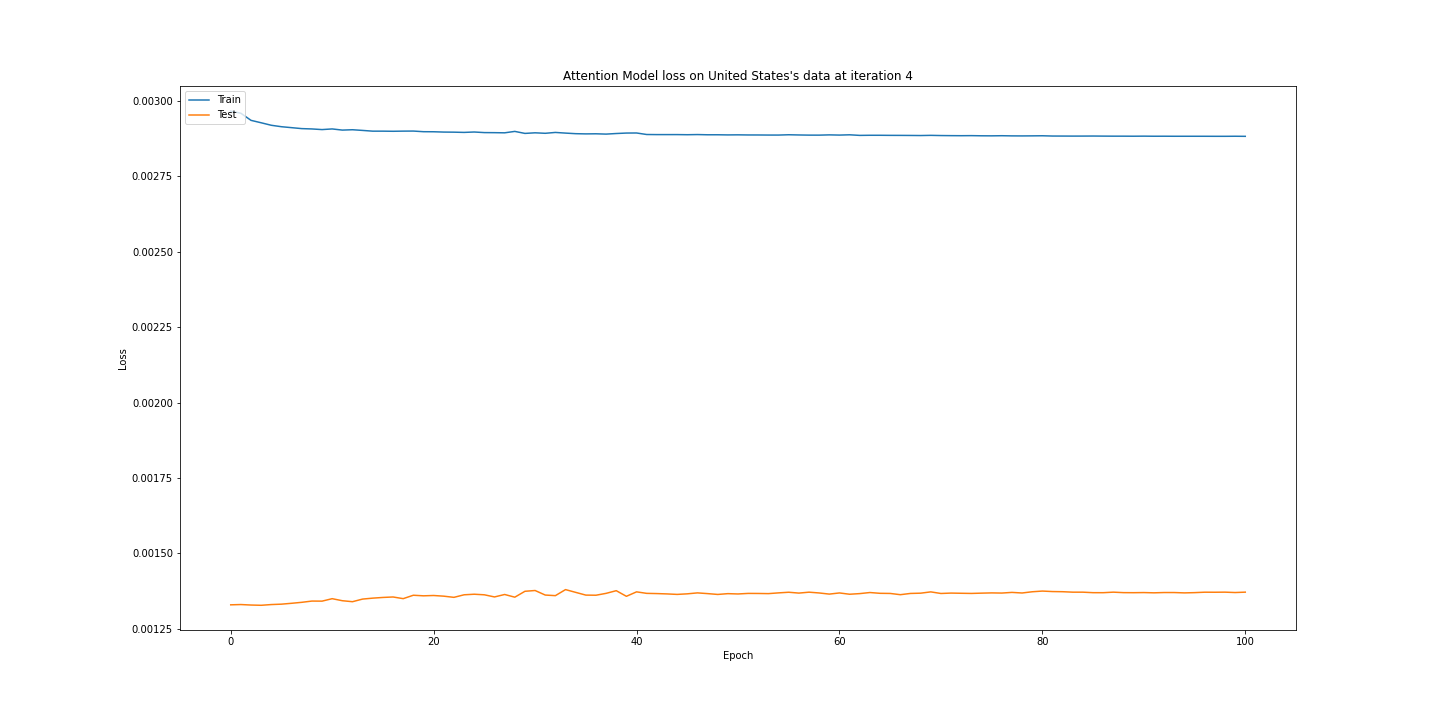 Attention Model loss on United States's data at iteration 4
Train
Test
0.00300
0.00275
0.00250
0.00225
0.00200
0.00175
0.00150
0.00125
Loss
0 20 40 60 80 100
Epoch